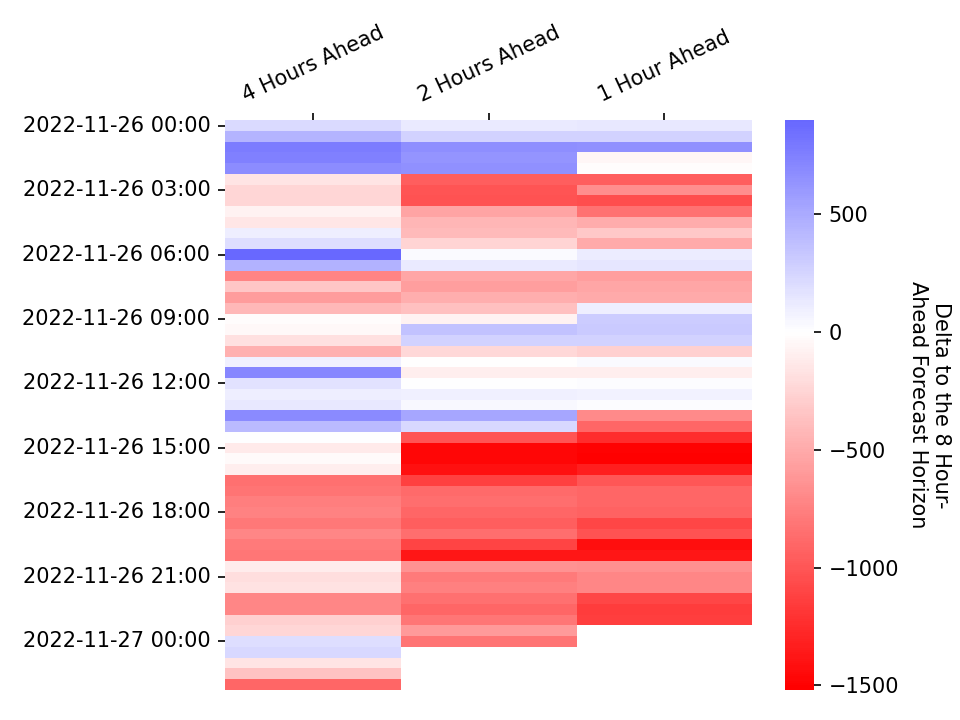 4 Hours Ahead
2 Hours Ahead
1 Hour Ahead
2022-11-26 00:00
2022-11-26 03:00
2022-11-26 06:00
2022-11-26 09:00
2022-11-26 12:00
2022-11-26 15:00
2022-11-26 18:00
2022-11-26 21:00
2022-11-27 00:00
500
0
−500
−1000
−1500
Delta to the 8 Hour-
Ahead Forecast Horizon